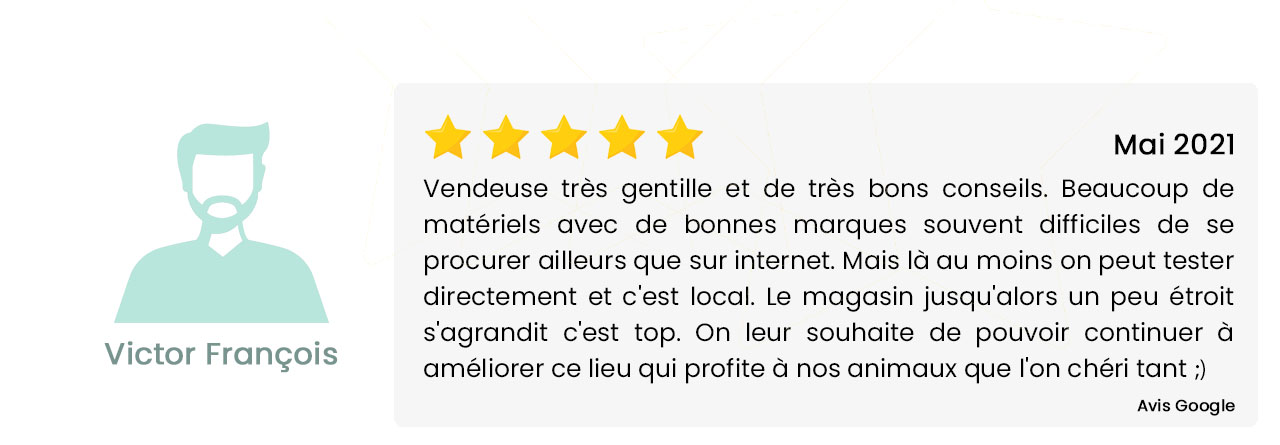 Mai 2021
Vendeuse très gentille et de très bons conseils. Beaucoup de
matériels avec de bonnes marques souvent difficiles de se
procurer ailleurs que sur internet. Mais là au moins on peut tester
directement et c'est local. Le magasin jusqu'alors un peu étroit
s'agrandit c'est top. On leur souhaite de pouvoir continuer à
améliorer ce lieu qui profite à nos animaux que l'on chéri tant ;)
Avis Google
Victor François